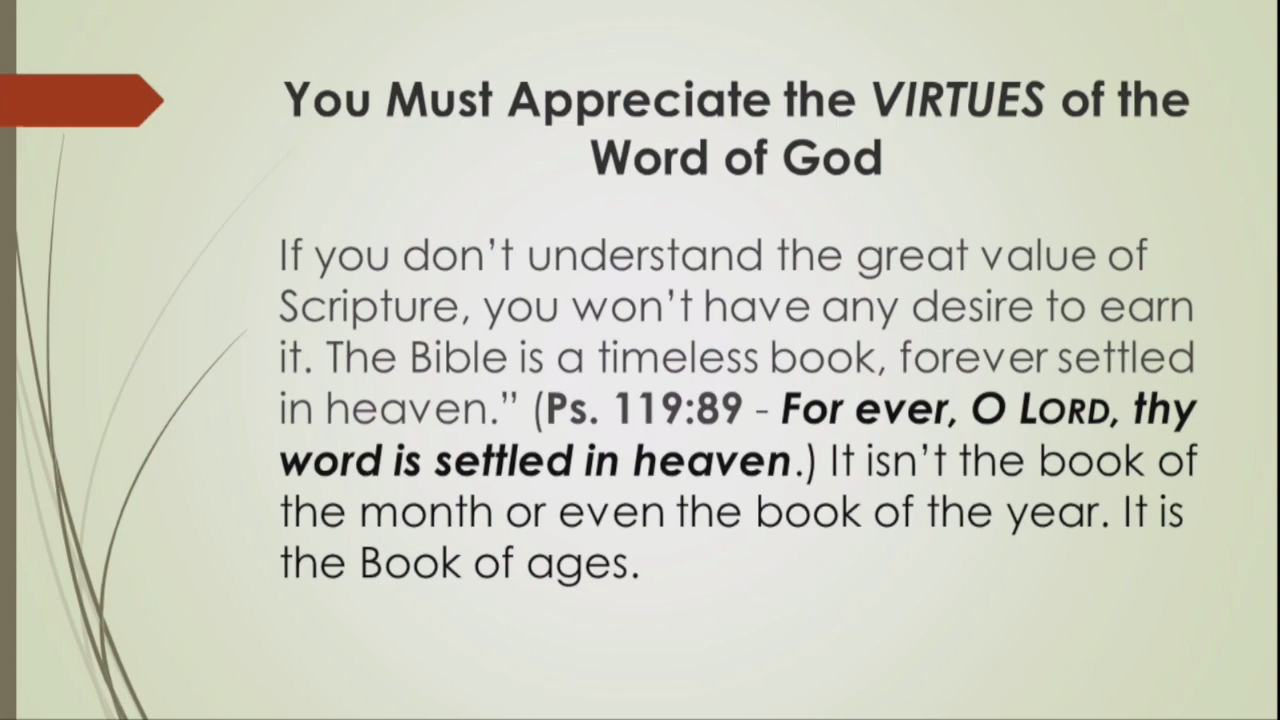 You Must Appreciate the VIRTUES of the
Word of God
If you don’t understand the great value of
Scripture, you won’t have any desire to earn
it. The Bible is a timeless book, forever settled
in heaven.” (Ps. 119:89 - For ever, O LORD, thy
word is settled in heaven.) It isn’t the book of
the month or even the book of the year. It is
the Book of ages.